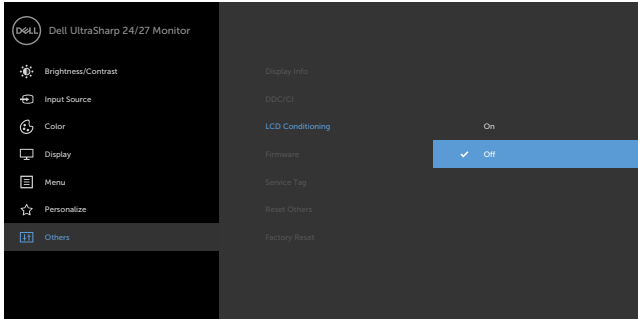 DELL Dell UltraSharp 24/27 Monitor
Brightness/Contrast
Display Info
Input Source
DDC/CI
Color
LCD Conditioning
On
Display
Firmware
Off
Menu
Service Tag
Personalize
Reset Others
Others
Factory Reset